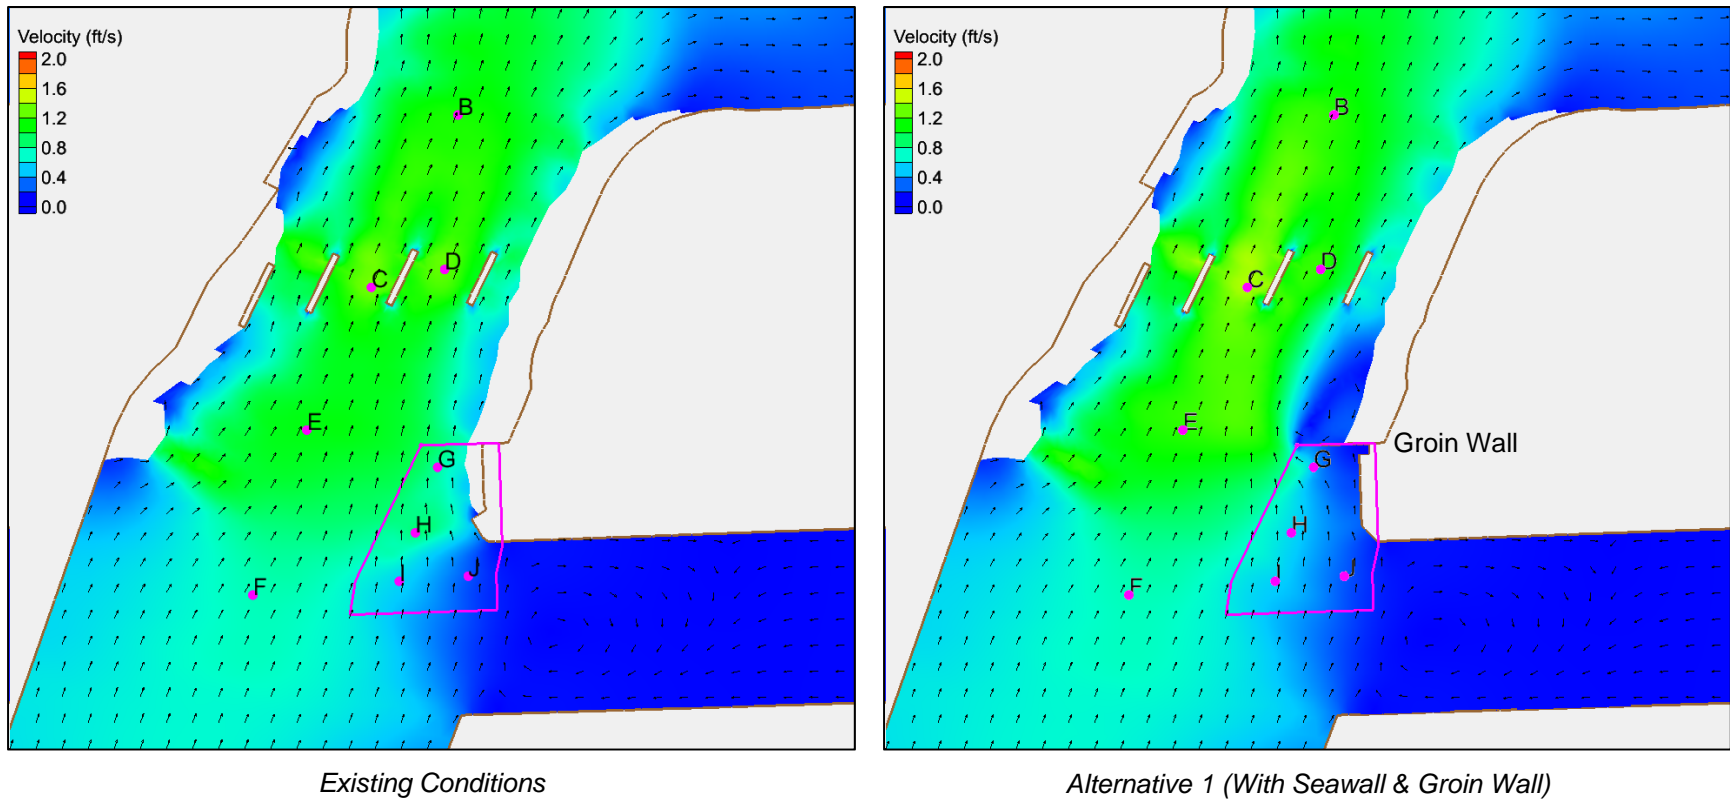 Velocity (ft/s)
2.0
1.6
1.2
0.8
0.4
0.0
B
C
D
E
F
G
H
I
J
Existing Conditions
Velocity (ft/s)
2.0
1.6
1.2
0.8
0.4
0.0
B
C
D
E
F
G
H
I
J
Groin Wall
Alternative 1 (With Seawall & Groin Wall)